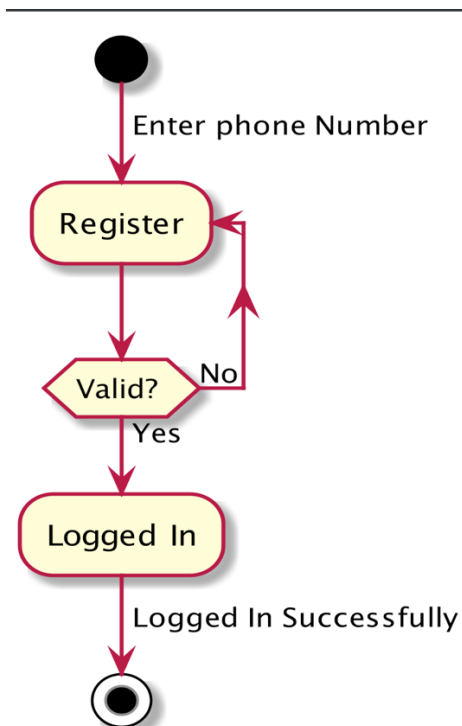 Enter phone Number
Register
Valid?
No
Yes
Logged In
Logged In Successfully